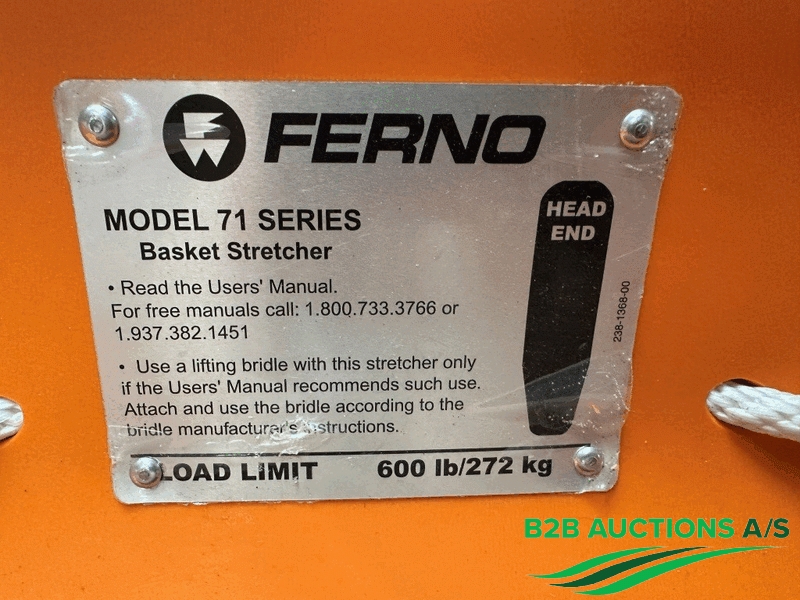 FERNO
MODEL 71 SERIES
Basket Stretcher
HEAD
END
• Read the Users' Manual.
For free manuals call: 1.800.733.3766 or
1.937.382.1451
238-1368-00
• Use a lifting bridle with this stretcher only
if the Users' Manual recommends such use.
Attach and use the bridle according to the
bridle manufacturer's instructions.
LOAD LIMIT 600 lb/272 kg
B2B AUCTIONS A/S